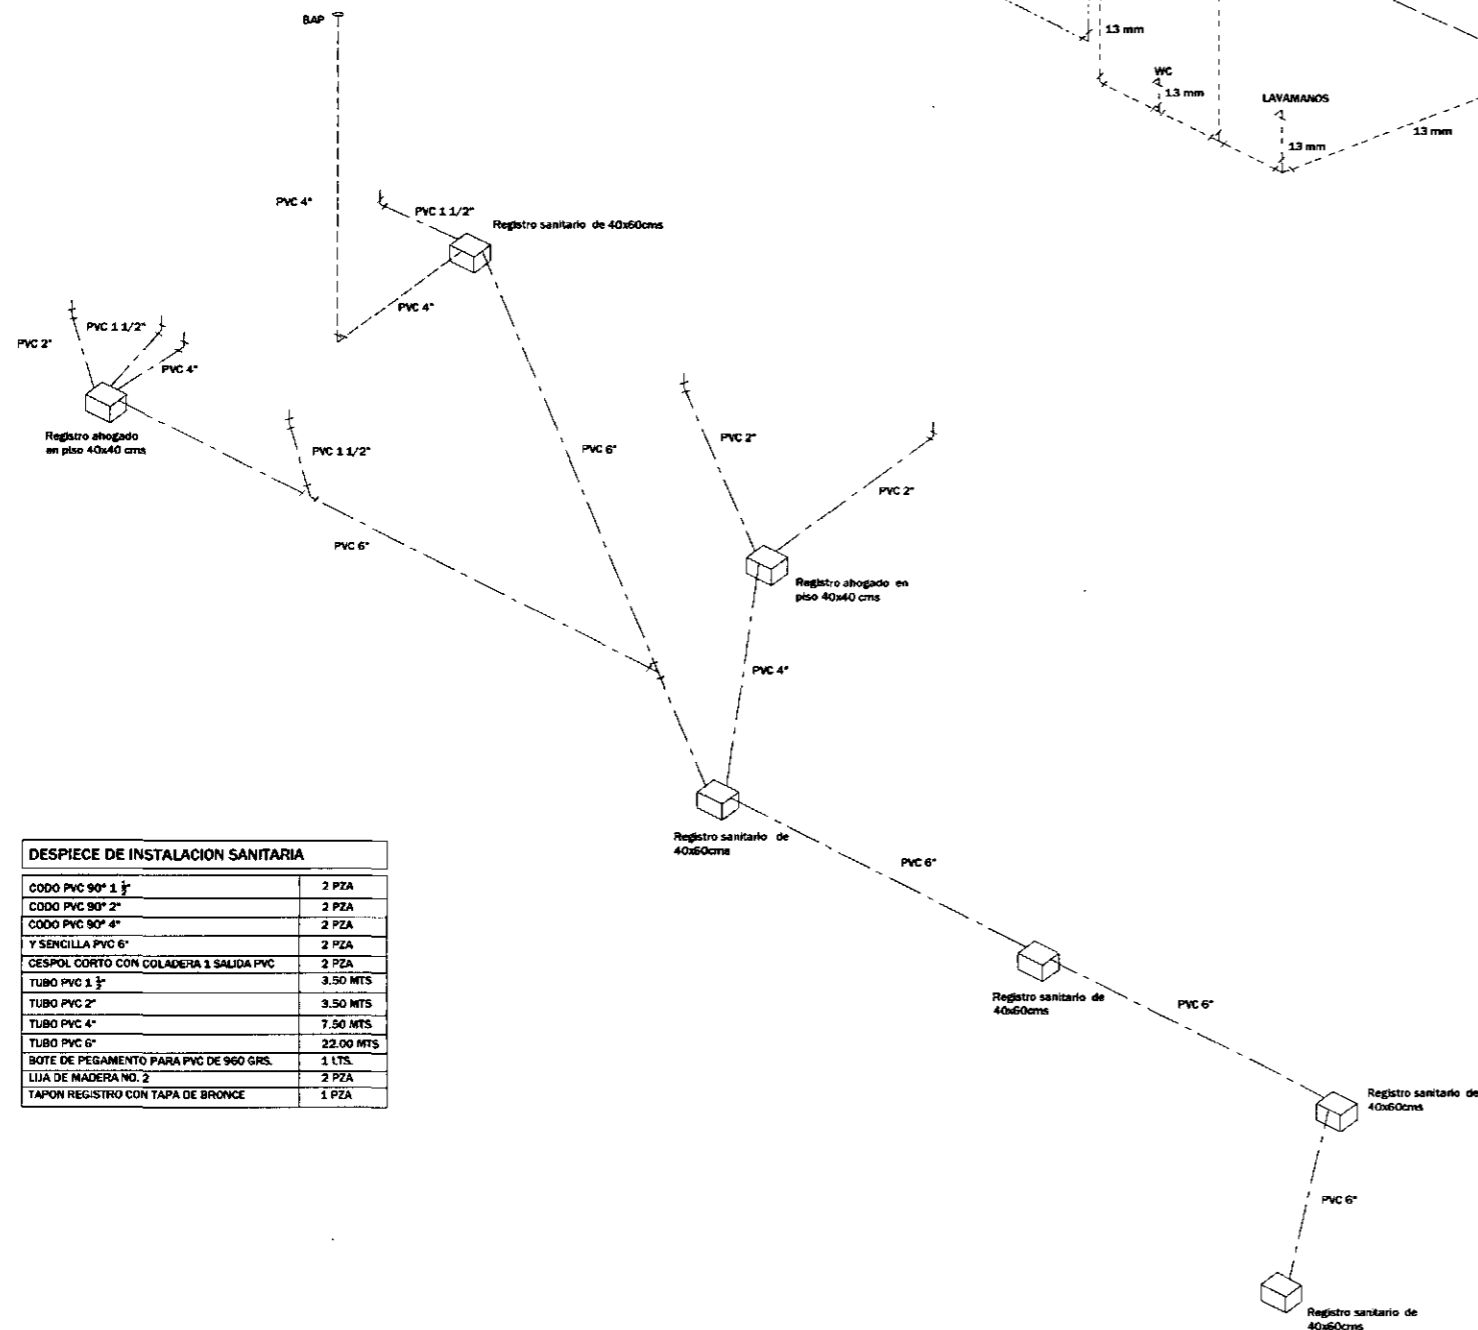 BAP
13 mm
WC
13 mm
LAVAMANOS
13 mm
13 mm
PVC 4"
PVC 1 1/2"
Registro sanitario de 40x60cms
PVC 4"
PVC 2"
PVC 1 1/2"
PVC 4"
Registro ahogado
en piso 40x40 cms
PVC 1 1/2"
PVC 6"
PVC 2"
PVC 2"
PVC 6"
Registro ahogado en
piso 40x40 cms
PVC 4"
Registro sanitario de
40x60cms
PVC 6"
DESPIECE DE INSTALACION SANITARIA
CODO PVC 90° 1 ½" 2 PZA
CODO PVC 90° 2" 2 PZA
CODO PVC 90° 4" 2 PZA
Y SENCILLA PVC 6" 2 PZA
CESPOL CORTO CON COLADERA 1 SALIDA PVC 2 PZA
TUBO PVC 1 ½" 3.50 MTS
TUBO PVC 2" 3.50 MTS
TUBO PVC 4" 7.50 MTS
TUBO PVC 6" 22.00 MTS
BOTE DE PEGAMENTO PARA PVC DE 960 GRS. 1 LTS.
LIJA DE MADERA NO. 2 2 PZA
TAPON REGISTRO CON TAPA DE BRONCE 1 PZA
Registro sanitario de
40x60cms
PVC 6"
Registro sanitario de
40x60cms
PVC 6"
Registro sanitario de
40x60cms